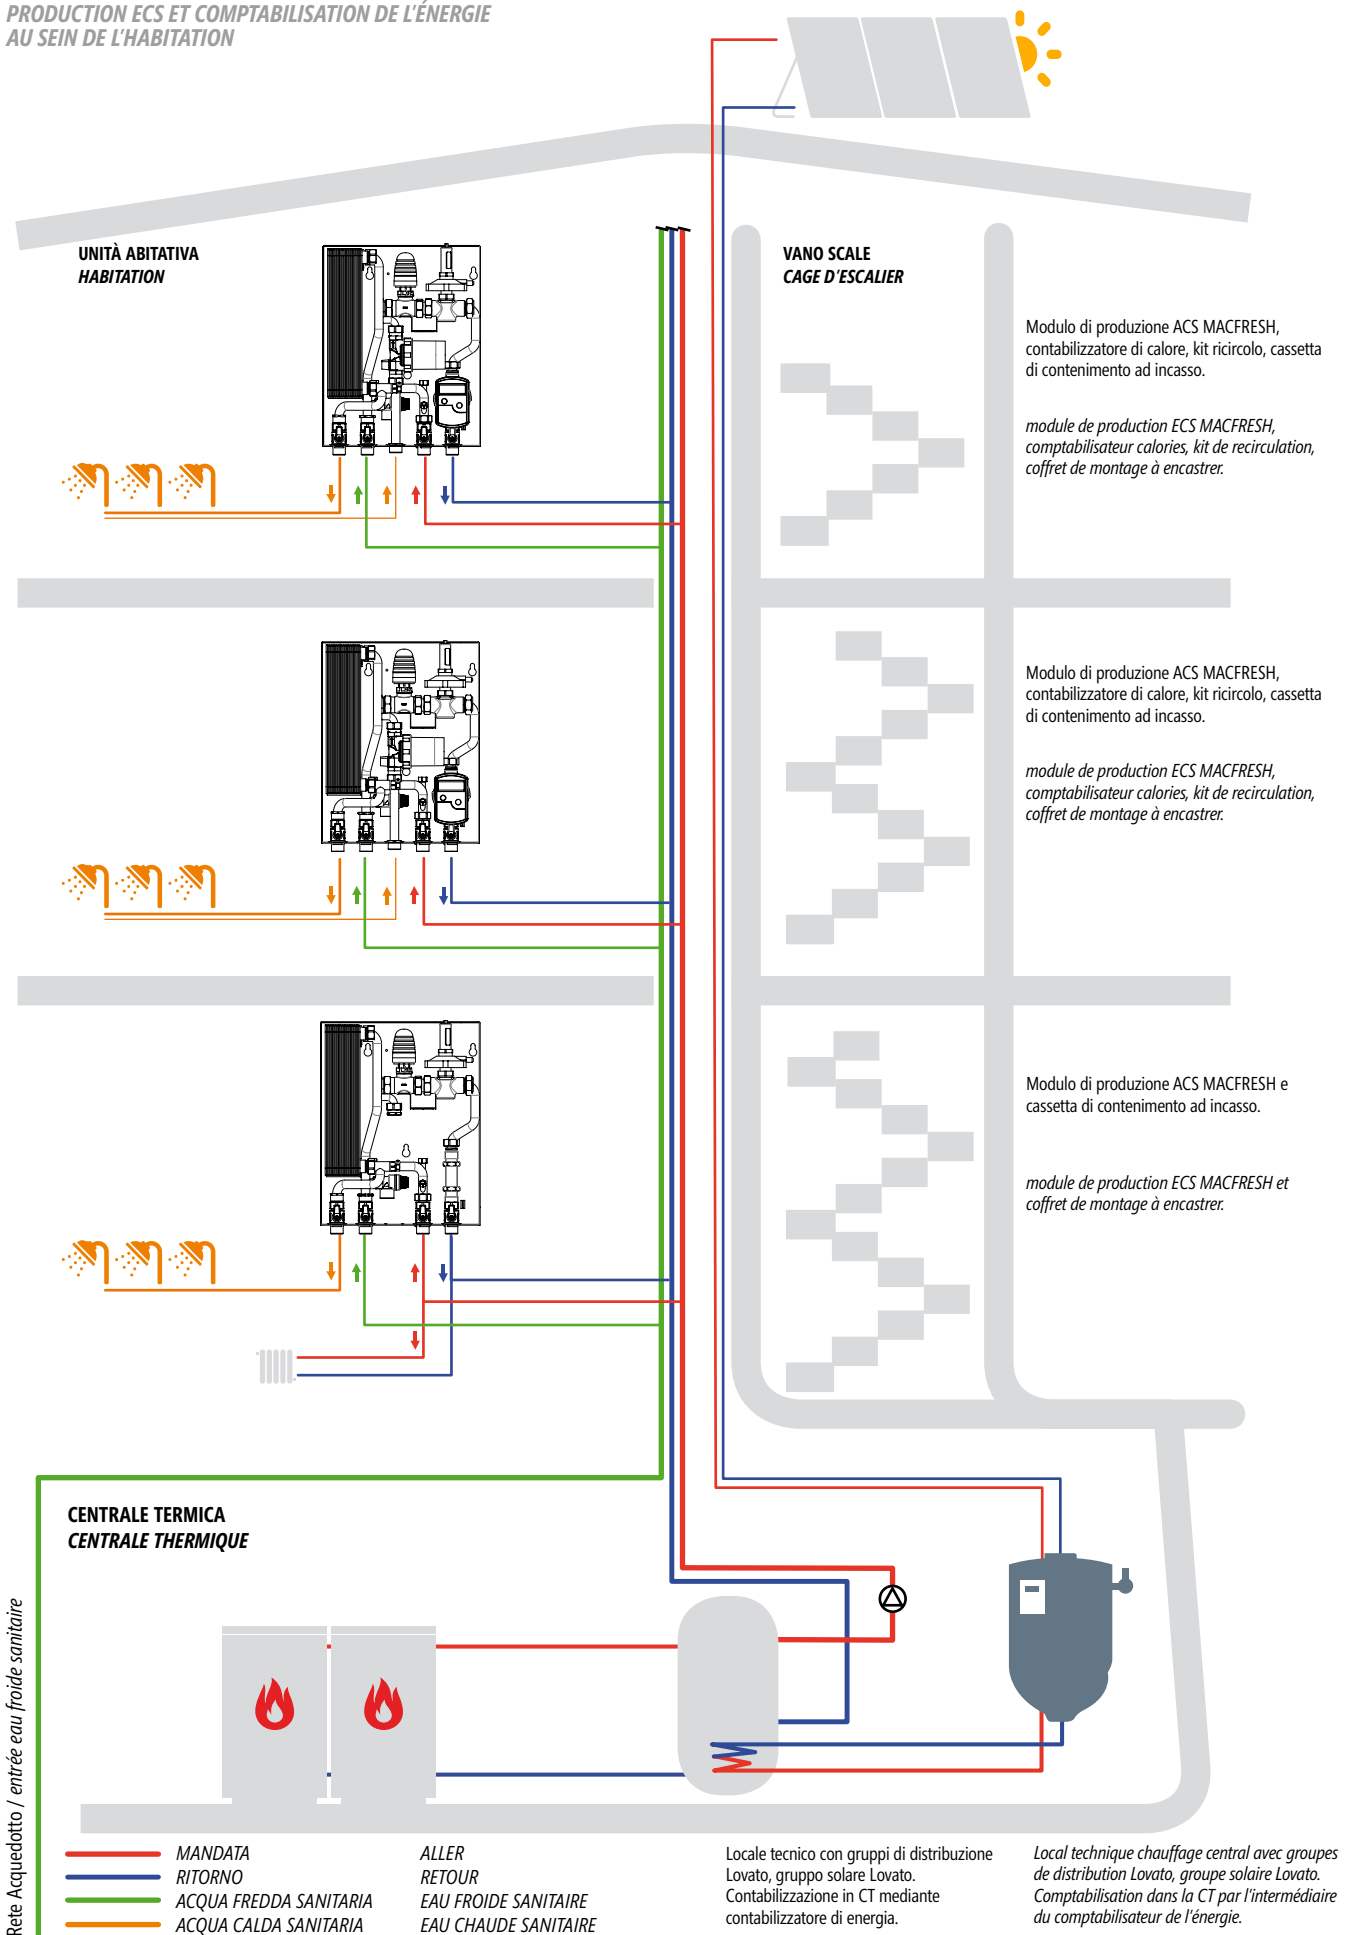 PRODUCTION ECS ET COMPTABILISATION DE L'ÉNERGIE
AU SEIN DE L'HABITATION
UNITÀ ABITATIVA
HABITATION
VANO SCALE
CAGE D'ESCALIER
Modulo di produzione ACS MACFRESH,
contabilizzatore di calore, kit ricircolo, cassetta
di contenimento ad incasso.
module de production ECS MACFRESH,
comptabilisateur calories, kit de recirculation,
coffret de montage à encastrer.
Modulo di produzione ACS MACFRESH,
contabilizzatore di calore, kit ricircolo, cassetta
di contenimento ad incasso.
module de production ECS MACFRESH,
comptabilisateur calories, kit de recirculation,
coffret de montage à encastrer.
Modulo di produzione ACS MACFRESH e
cassetta di contenimento ad incasso.
module de production ECS MACFRESH et
coffret de montage à encastrer.
CENTRALE TERMICA
CENTRALE THERMIQUE
Rete Acquedotto / entrée eau froide sanitaire
MANDATA ALLER
RITORNO RETOUR
ACQUA FREDDA SANITARIA EAU FROIDE SANITAIRE
ACQUA CALDA SANITARIA EAU CHAUDE SANITAIRE
Locale tecnico con gruppi di distribuzione
Lovato, gruppo solare Lovato.
Contabilizzazione in CT mediante
contabilizzatore di energia.
Local technique chauffage central avec groupes
de distribution Lovato, groupe solaire Lovato.
Comptabilisation dans la CT par l'intermédiaire
du comptabilisateur de l'énergie.